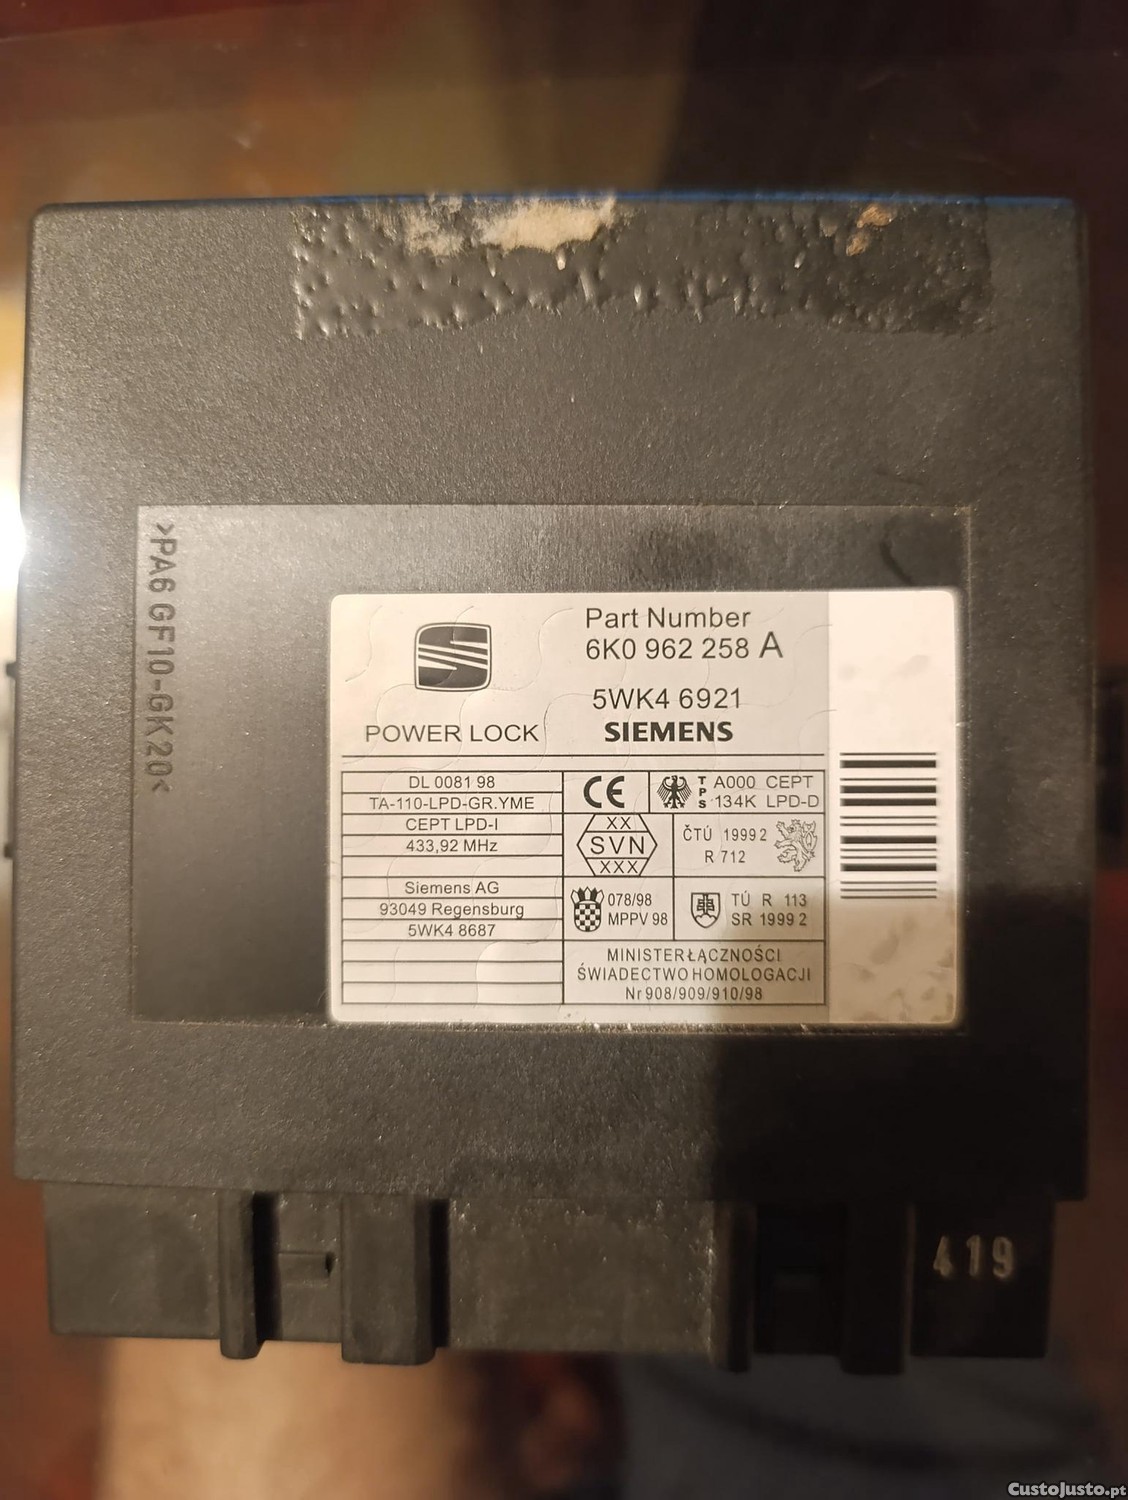 >PA6 GF10-GK20<
Part Number
6K0 962 258 A
5WK4 6921
POWER LOCK
SIEMENS
DL 0081 98
TA-110-LPD-GR.YME
CEPT LPD-I
433,92 MHz
Siemens AG
93049 Regensburg
5WK4 8687
CE
TPS
A000 CEPT
134K LPD-D
XX
SVN
XXX
ČTÚ 1999 2
R 712
078/98
MPPV 98
TÚ R 113
SR 1999 2
MINISTER ŁĄCZNOŚCI
ŚWIADECTWO HOMOLOGACJI
Nr 908/909/910/98
419
CustoJusto.pt